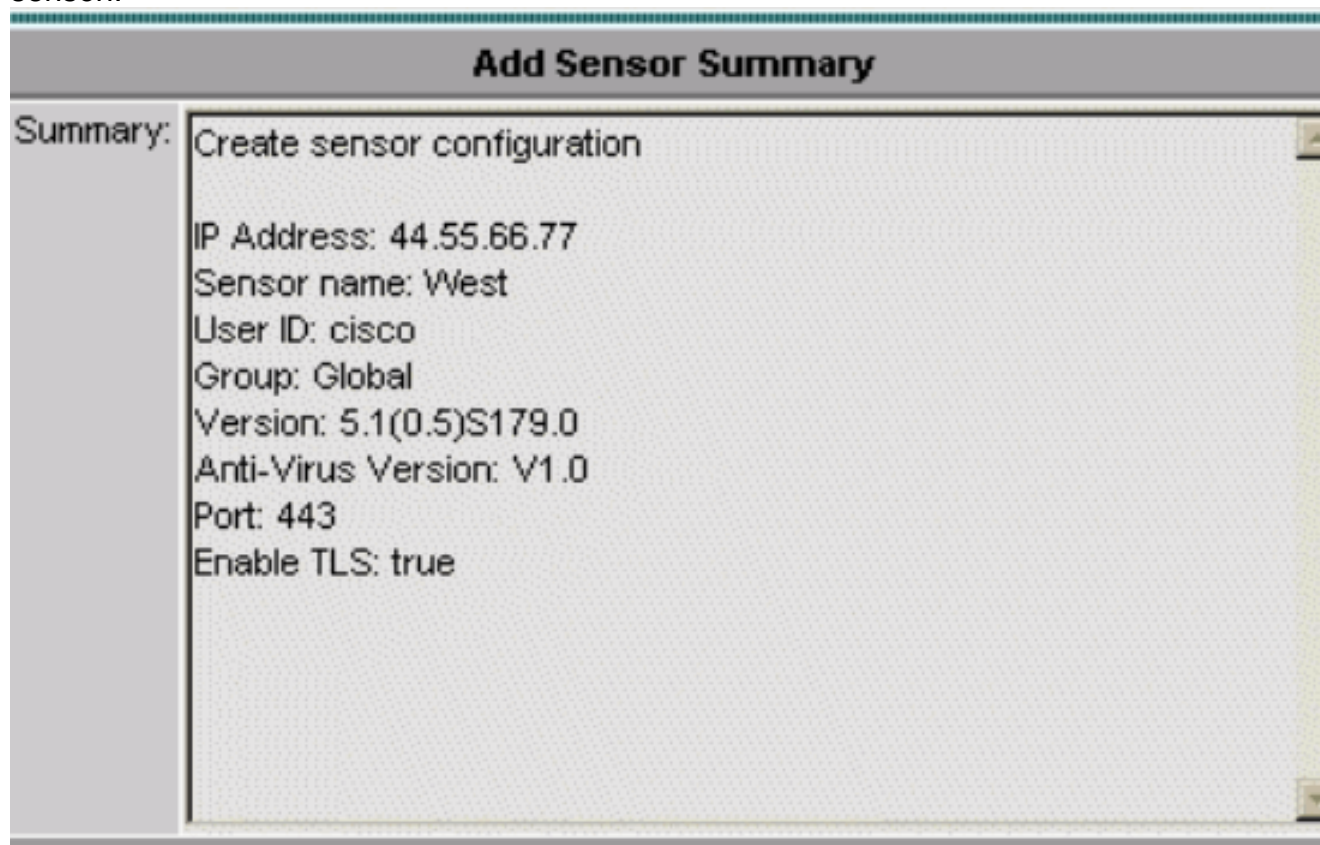 Add Sensor Summary
Summary:
Create sensor configuration
IP Address: 44.55.66.77
Sensor name: West
User ID: cisco
Group: Global
Version: 5.1(0.5)S179.0
Anti-Virus Version: V1.0
Port: 443
Enable TLS: true